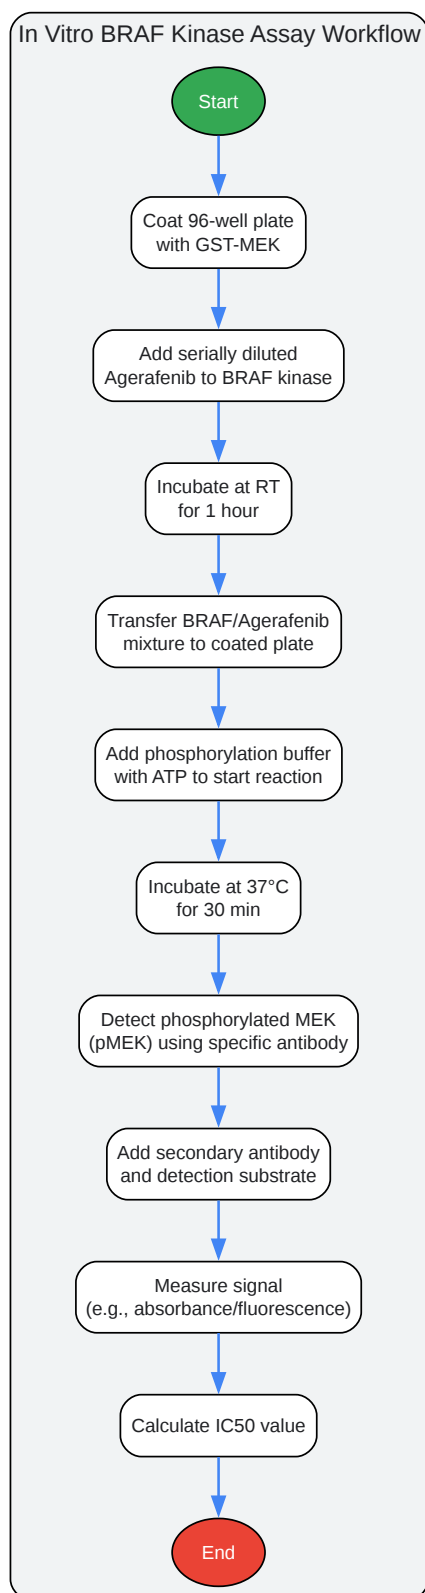 In Vitro BRAF Kinase Assay Workflow
Start
Coat 96-well plate
with GST-MEK
Add serially diluted
Agerafenib to BRAF kinase
Incubate at RT
for 1 hour
Transfer BRAF/Agerafenib
mixture to coated plate
Add phosphorylation buffer
with ATP to start reaction
Incubate at 37°C
for 30 min
Detect phosphorylated MEK
(pMEK) using specific antibody
Add secondary antibody
and detection substrate
Measure signal
(e.g., absorbance/fluorescence)
Calculate IC50 value
End